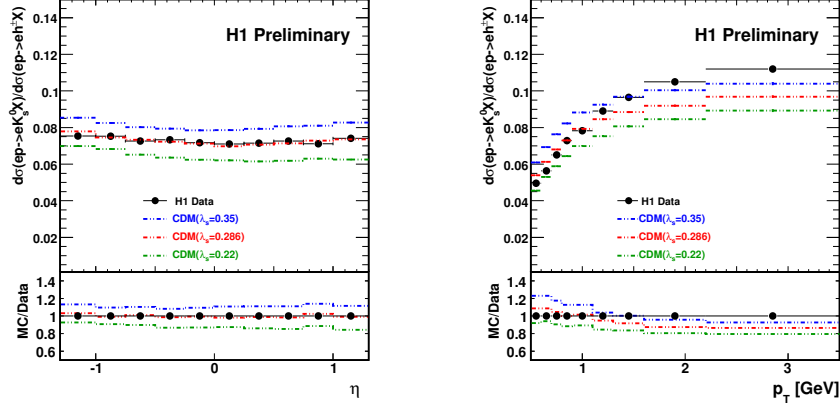 dσ(ep->eK⁰ₛX)/dσ(ep->eh±X)
0.14
0.12
0.1
0.08
0.06
0.04
0.02
H1 Preliminary
H1 Data
CDM(λₛ=0.35)
CDM(λₛ=0.286)
CDM(λₛ=0.22)
MC/Data
1.4
1.2
1
0.8
0.6
-1 0 1
η
dσ(ep->eK⁰ₛX)/dσ(ep->eh±X)
0.14
0.12
0.1
0.08
0.06
0.04
0.02
H1 Preliminary
H1 Data
CDM(λₛ=0.35)
CDM(λₛ=0.286)
CDM(λₛ=0.22)
MC/Data
1.4
1.2
1
0.8
0.6
1 2 3
p_T [GeV]